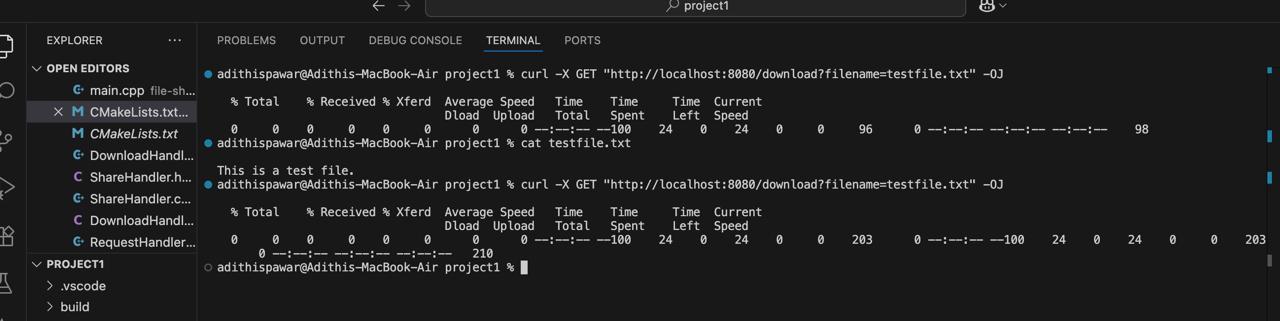 project1
EXPLORER ...
OPEN EDITORS
main.cpp file-sh...
CMakeLists.txt...
CMakeLists.txt
DownloadHandl...
ShareHandler.h...
ShareHandler.c...
DownloadHandl...
RequestHandler...
PROJECT1
.vscode
build
PROBLEMS OUTPUT DEBUG CONSOLE TERMINAL PORTS
adithispawar@Adithis-MacBook-Air project1 % curl -X GET "http://localhost:8080/download?filename=testfile.txt" -OJ
% Total % Received % Xferd Average Speed Time Time Time Current
Dload Upload Total Spent Left Speed
0 0 0 0 0 0 0 0 --:--:-- --100 24 0 24 0 0 96 0 --:--:-- --:--:-- --:--:-- 98
adithispawar@Adithis-MacBook-Air project1 % cat testfile.txt
This is a test file.
adithispawar@Adithis-MacBook-Air project1 % curl -X GET "http://localhost:8080/download?filename=testfile.txt" -OJ
% Total % Received % Xferd Average Speed Time Time Time Current
Dload Upload Total Spent Left Speed
0 0 0 0 0 0 0 0 --:--:-- --100 24 0 24 0 0 203 0 --:--:-- --100 24 0 24 0 0 203
0 --:--:-- --:--:-- --:--:-- 210
adithispawar@Adithis-MacBook-Air project1 %